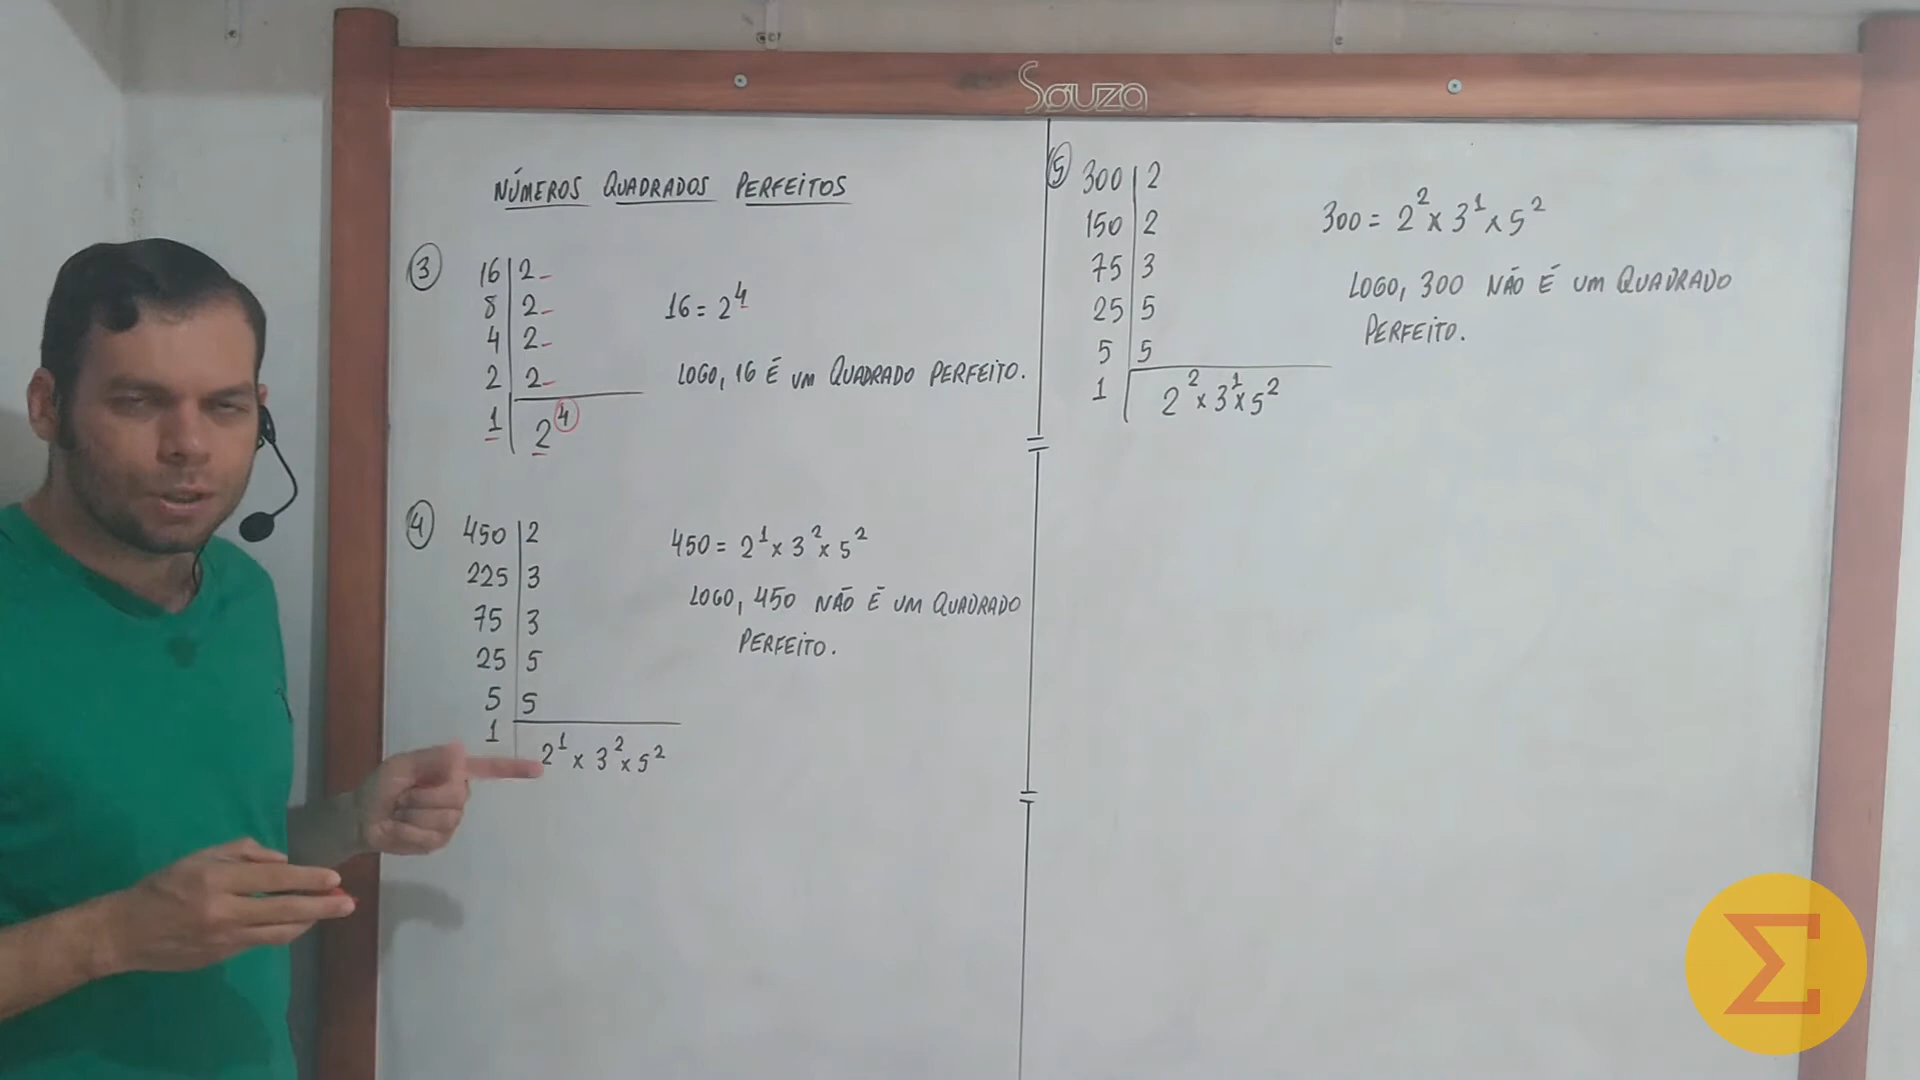 Souza
NÚMEROS QUADRADOS PERFEITOS
3
16 | 2
8 | 2
4 | 2
2 | 2
1 | 2⁴
16 = 2⁴
LOGO, 16 É UM QUADRADO PERFEITO.
4
450 | 2
225 | 3
75 | 3
25 | 5
5 | 5
1 | 2¹ x 3² x 5²
450 = 2¹ x 3² x 5²
LOGO, 450 NÃO É UM QUADRADO
PERFEITO.
5
300 | 2
150 | 2
75 | 3
25 | 5
5 | 5
1 | 2² x 3¹ x 5²
300 = 2² x 3¹ x 5²
LOGO, 300 NÃO É UM QUADRADO
PERFEITO.
Σ